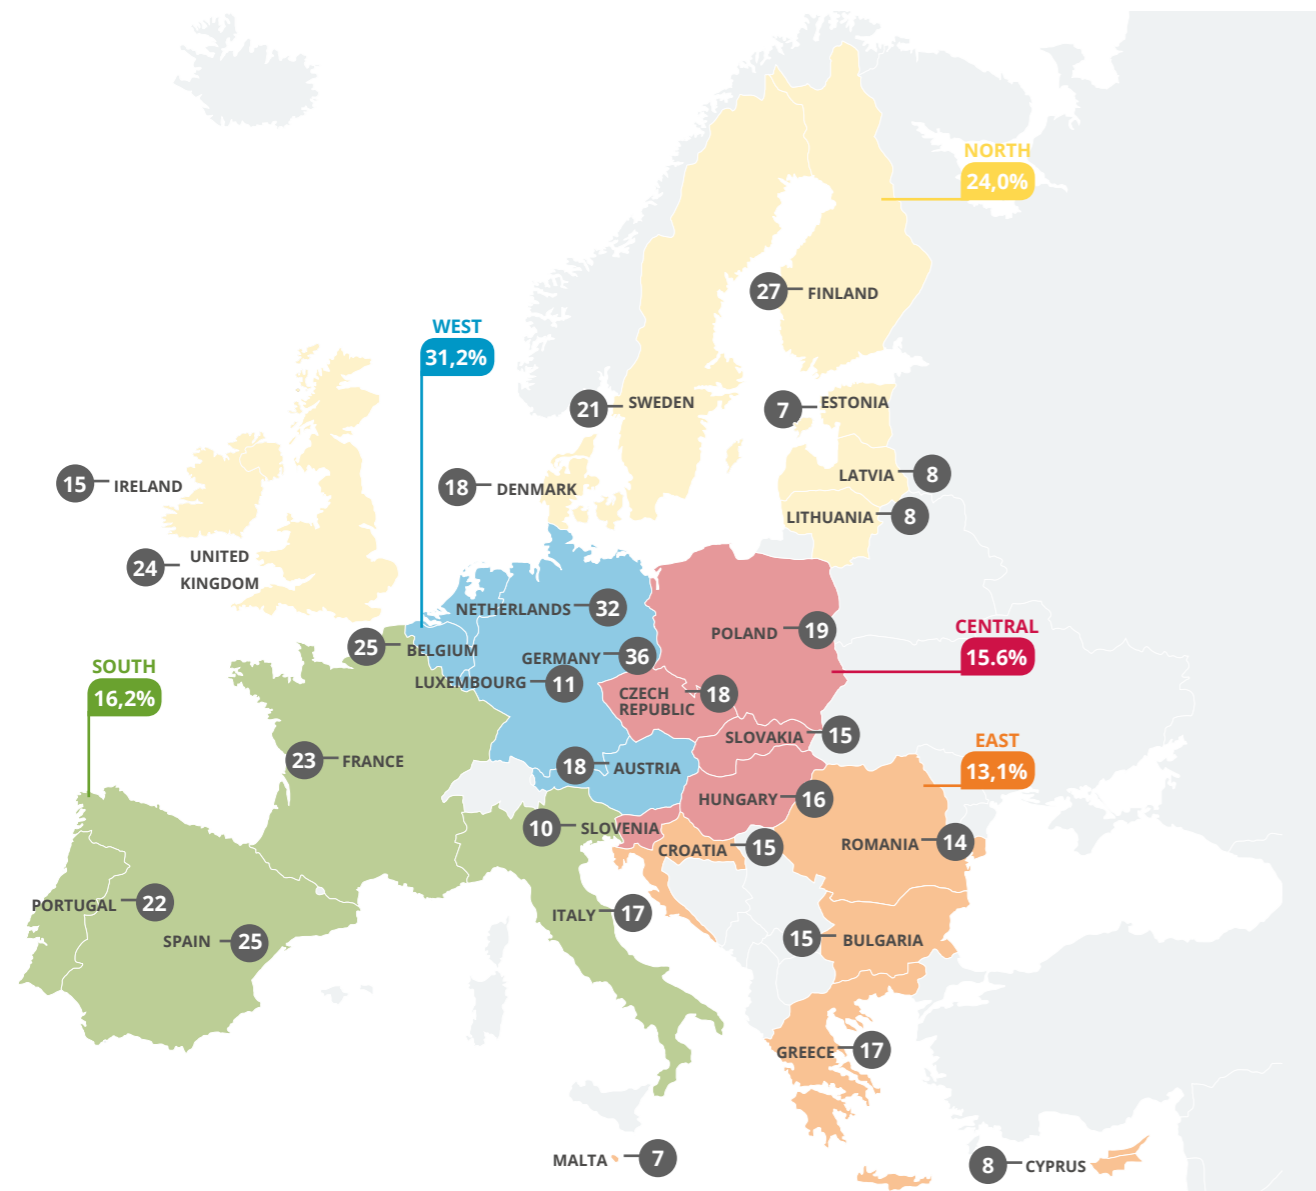 NORTH
24,0%
27 FINLAND
WEST
31,2%
21 SWEDEN
7 ESTONIA
LATVIA 8
15 IRELAND
18 DENMARK
LITHUANIA 8
24 UNITED
KINGDOM
NETHERLANDS 32
POLAND 19
CENTRAL
15.6%
25 BELGIUM
GERMANY 36
SOUTH
16,2%
LUXEMBOURG 11
CZECH
REPUBLIC 18
SLOVAKIA 15
EAST
13,1%
23 FRANCE
18 AUSTRIA
HUNGARY 16
10 SLOVENIA
CROATIA 15
ROMANIA 14
PORTUGAL 22
ITALY 17
SPAIN 25
15 BULGARIA
GREECE 17
MALTA 7
8 CYPRUS